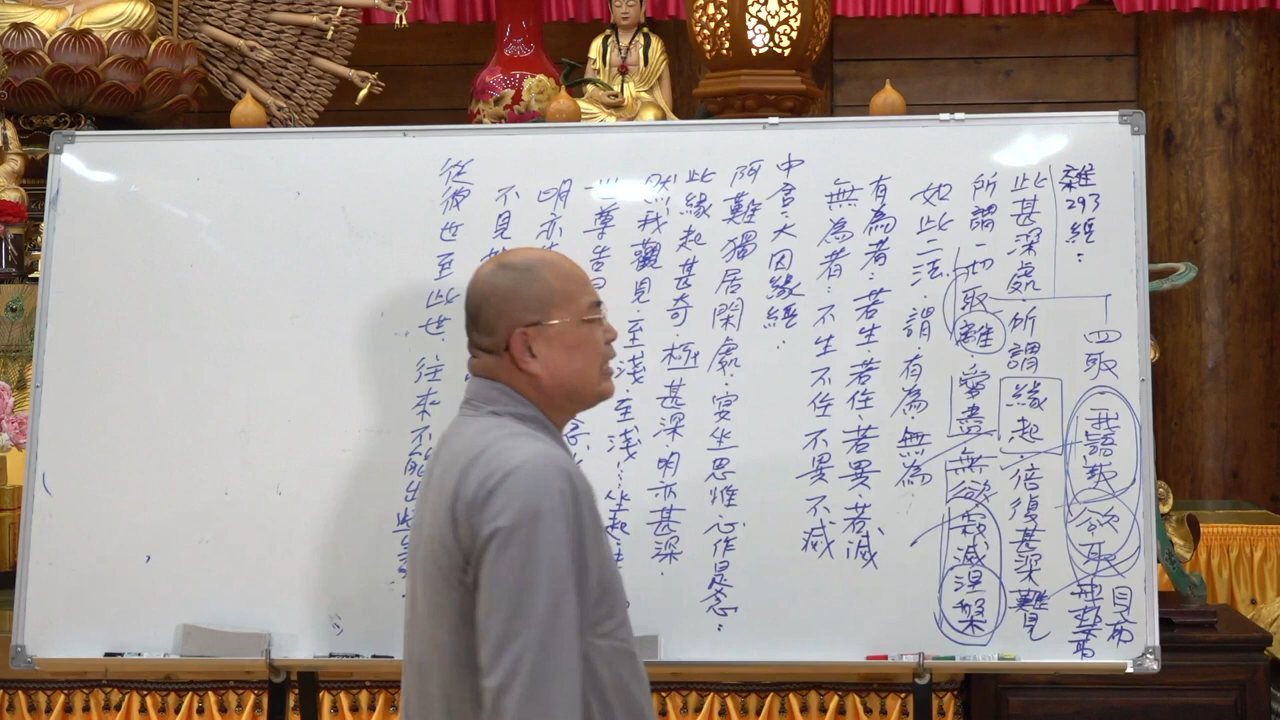 雜293經：
此甚深處．所謂緣起倍復甚深難見
所謂一切取離．愛盡．無欲寂滅涅槃
如此二法．謂．有為．無為．
有為者：若生．若住．若異．若滅
無為者：不生不住不異不滅
四取
我語取
欲取
見取
中含．大因緣經：
阿難獨居閑處．安坐思惟．心作是念：
此緣起甚奇．極甚深．明亦甚深．
然我觀見．至淺．至淺
世尊告
明亦
不見
從彼世至此世．往來不能出